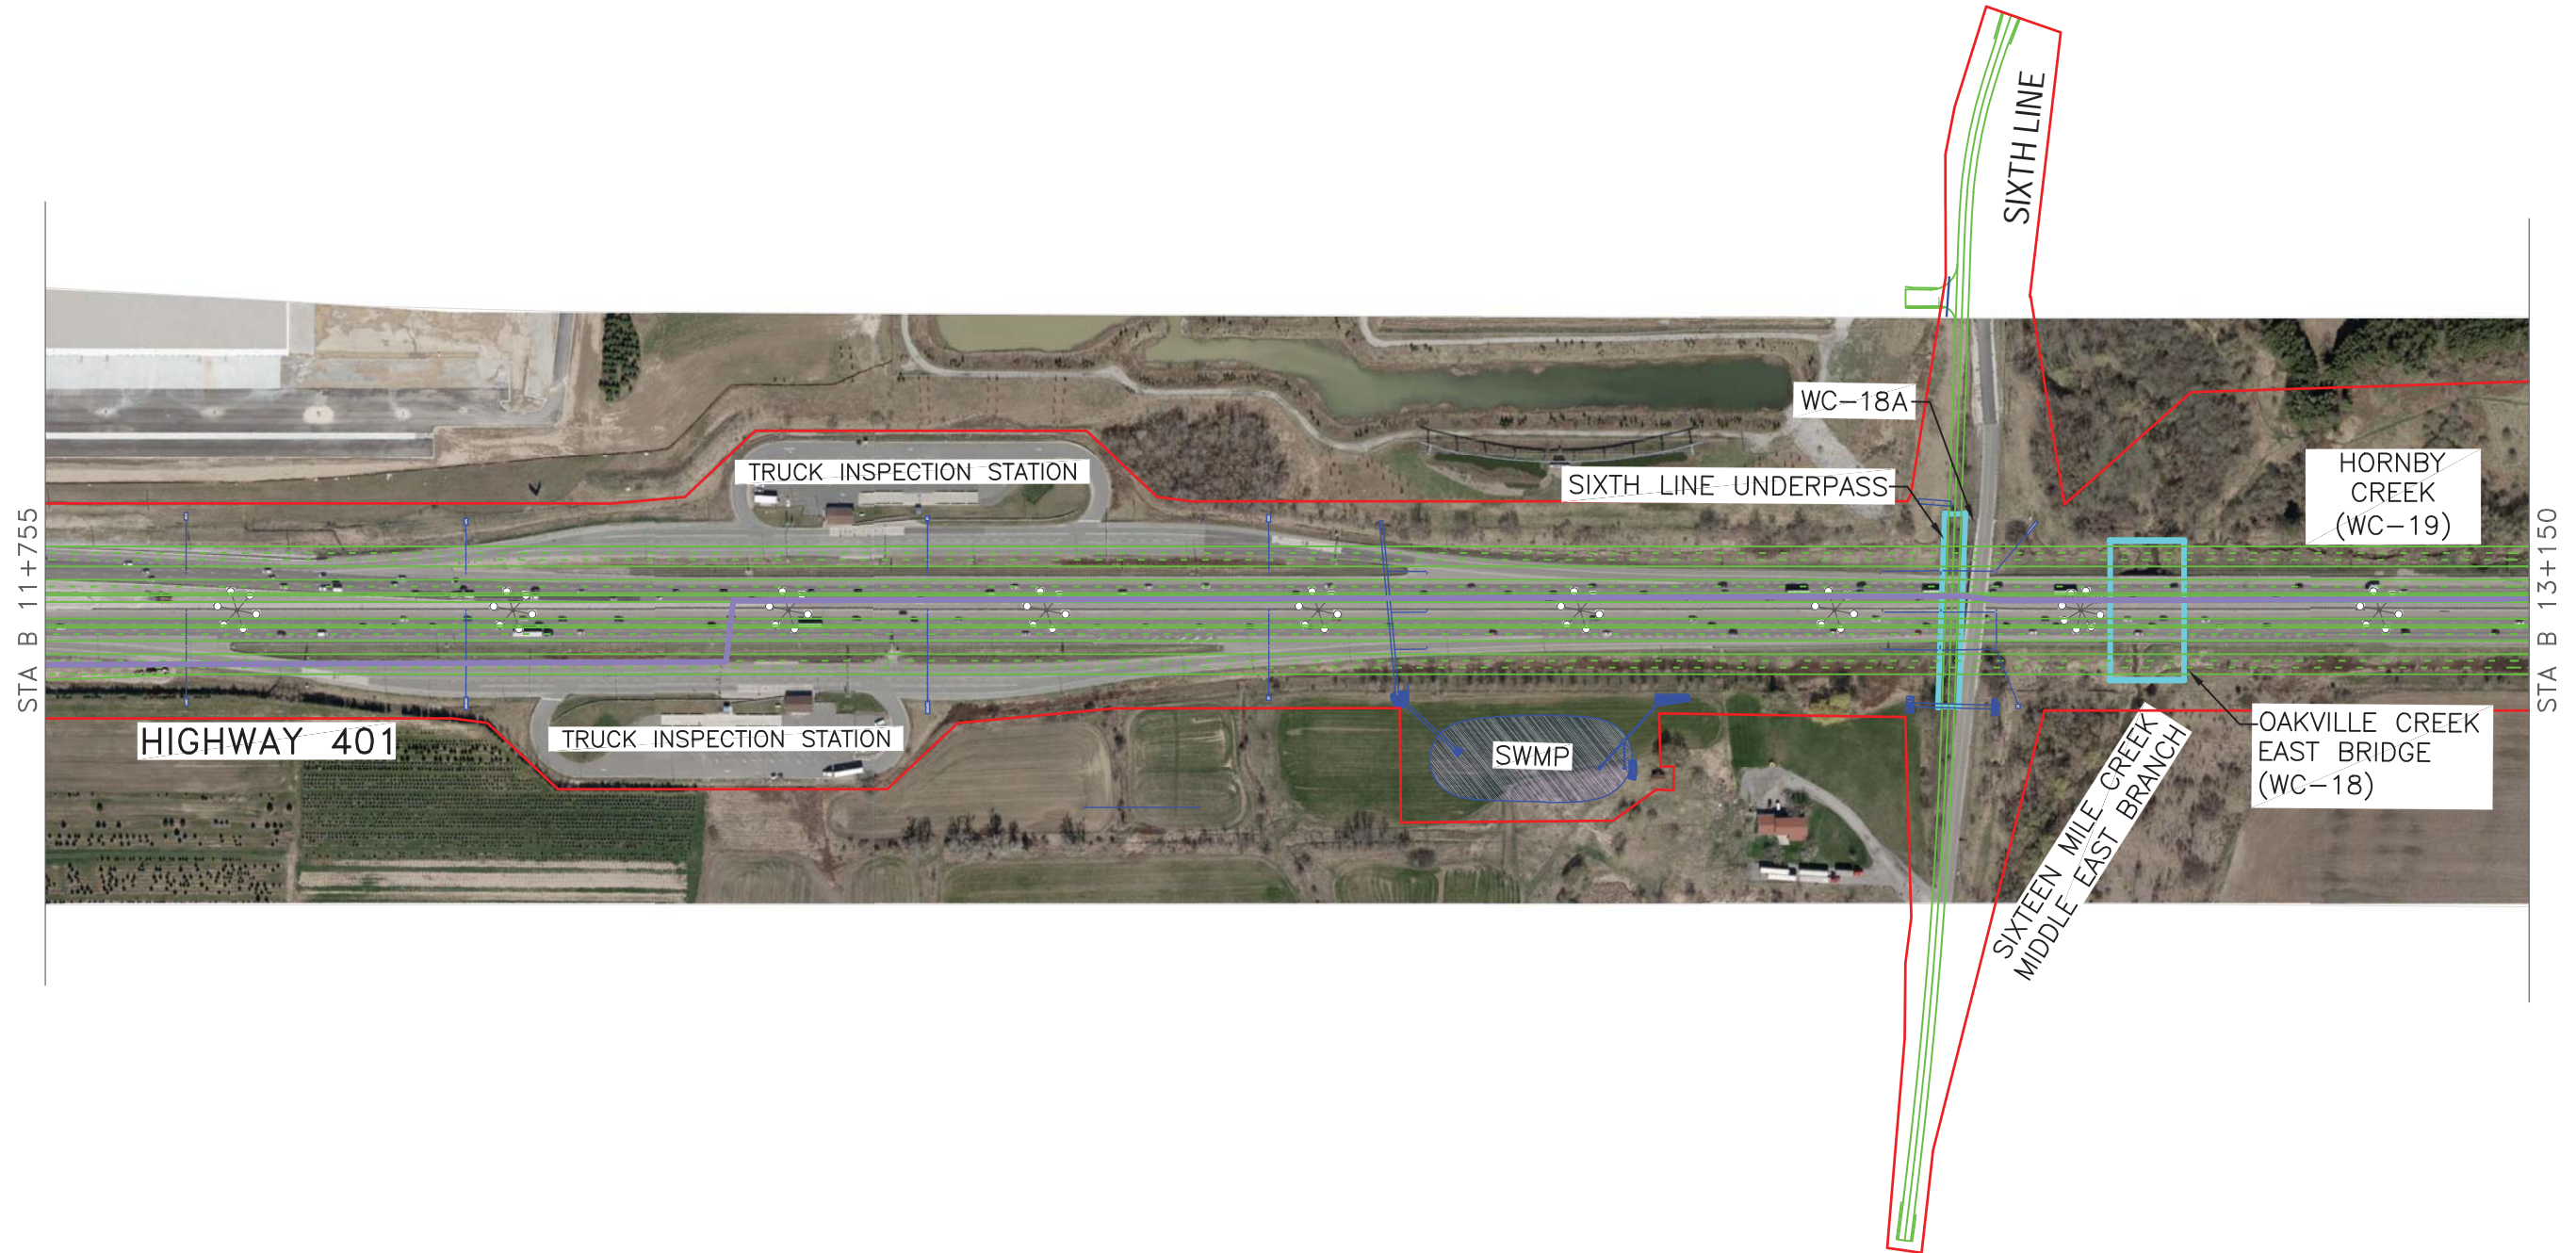 SIXTH LINE
WC-18A
TRUCK INSPECTION STATION
SIXTH LINE UNDERPASS
HORNBY
CREEK
(WC-19)
STA B 11+755
STA B 13+150
HIGHWAY 401
TRUCK INSPECTION STATION
SWMP
SIXTEEN MILE CREEK
MIDDLE EAST BRANCH
OAKVILLE CREEK
EAST BRIDGE
(WC-18)